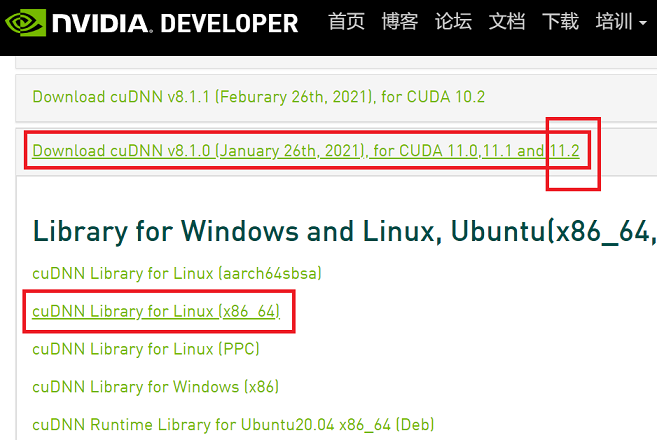 NVIDIA. DEVELOPER 首页 博客 论坛 文档 下载 培训
Download cuDNN v8.1.1 (Feburary 26th, 2021), for CUDA 10.2
Download cuDNN v8.1.0 (January 26th, 2021), for CUDA 11.0,11.1 and 11.2
Library for Windows and Linux, Ubuntu(x86_64,
cuDNN Library for Linux (aarch64sbsa)
cuDNN Library for Linux (x86_64)
cuDNN Library for Linux (PPC)
cuDNN Library for Windows (x86)
cuDNN Runtime Library for Ubuntu20.04 x86_64 (Deb)